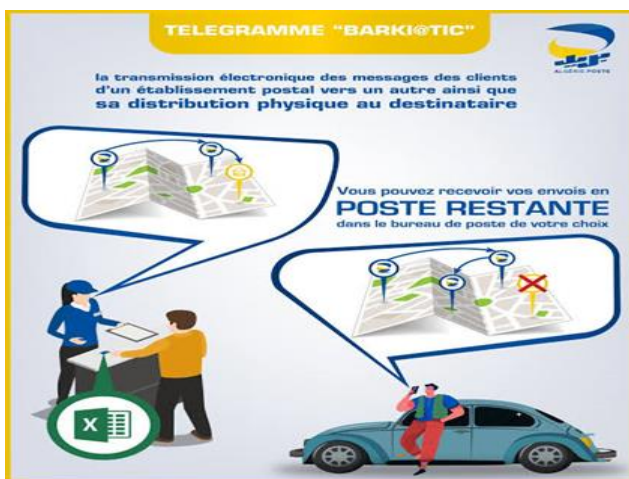 TELEGRAMME "BARKI@TIC"
ALGÉRIE POSTE
la transmission électronique des messages des clients
d'un établissement postal vers un autre ainsi que
sa distribution physique au destinataire
Vous pouvez recevoir vos envois en
POSTE RESTANTE
dans le bureau de poste de votre choix
X